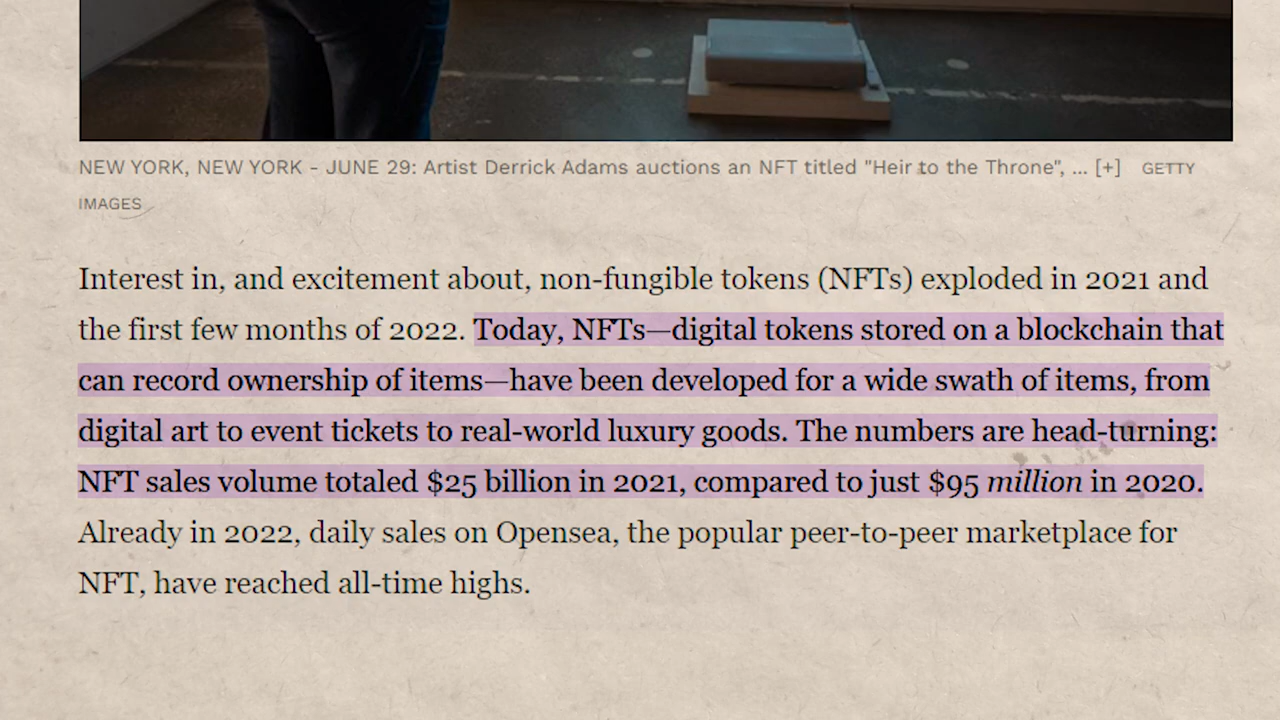 NEW YORK, NEW YORK - JUNE 29: Artist Derrick Adams auctions an NFT titled "Heir to the Throne", ... [+] GETTY
IMAGES
Interest in, and excitement about, non-fungible tokens (NFTs) exploded in 2021 and
the first few months of 2022. Today, NFTs—digital tokens stored on a blockchain that
can record ownership of items—have been developed for a wide swath of items, from
digital art to event tickets to real-world luxury goods. The numbers are head-turning:
NFT sales volume totaled $25 billion in 2021, compared to just $95 million in 2020.
Already in 2022, daily sales on Opensea, the popular peer-to-peer marketplace for
NFT, have reached all-time highs.